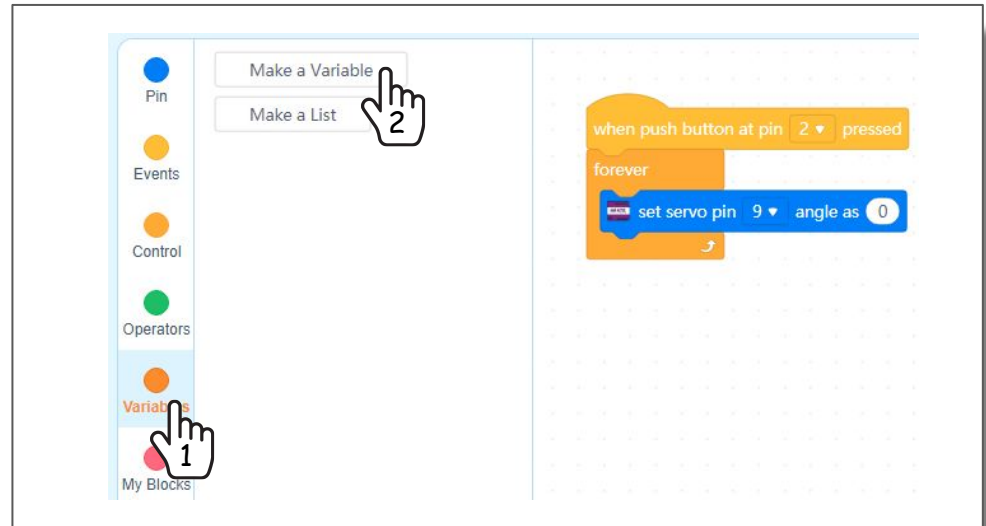 Pin
Events
Control
Operators
Variables
My Blocks
Make a Variable
Make a List
2
1
when push button at pin 2 pressed
forever
set servo pin 9 angle as 0